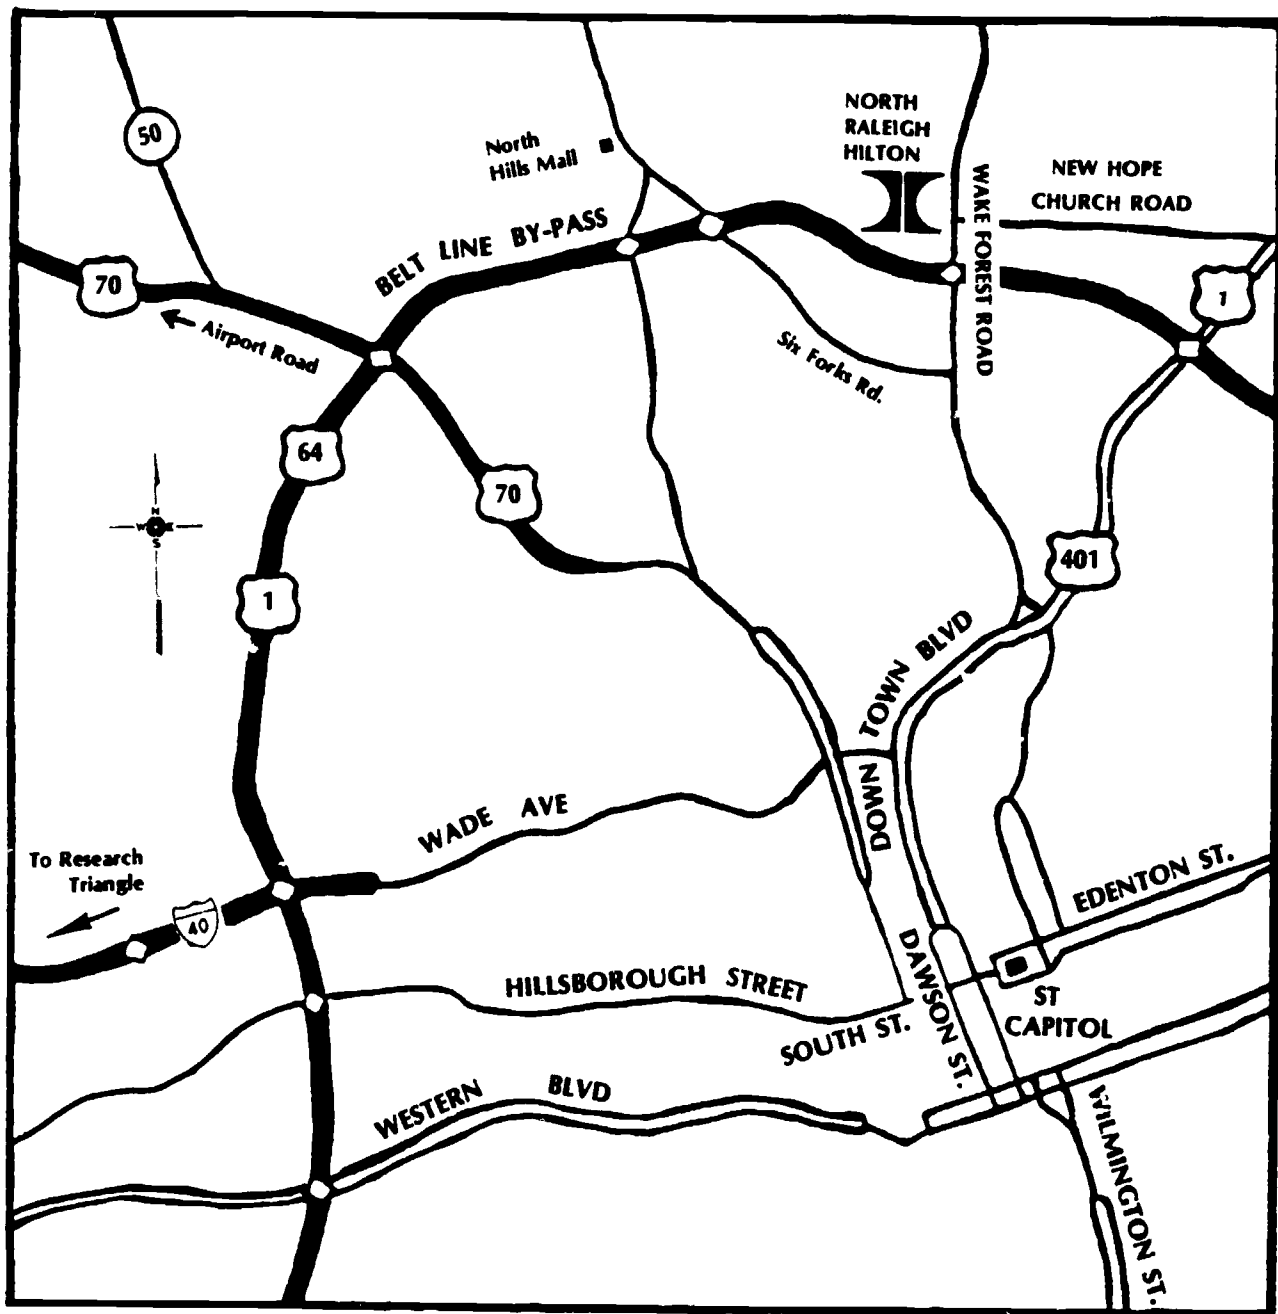 50
North
Hills Mall
NORTH
RALEIGH
HILTON
NEW HOPE
CHURCH ROAD
WAKE FOREST ROAD
BELT LINE BY-PASS
70
1
Airport Road
Six Forks Rd.
64
70
N
W E
S
401
1
DOWN TOWN BLVD
WADE AVE
To Research
Triangle
40
EDENTON ST.
HILLSBOROUGH STREET
DAWSON ST.
ST
CAPITOL
SOUTH ST.
WESTERN BLVD
WILMINGTON ST.